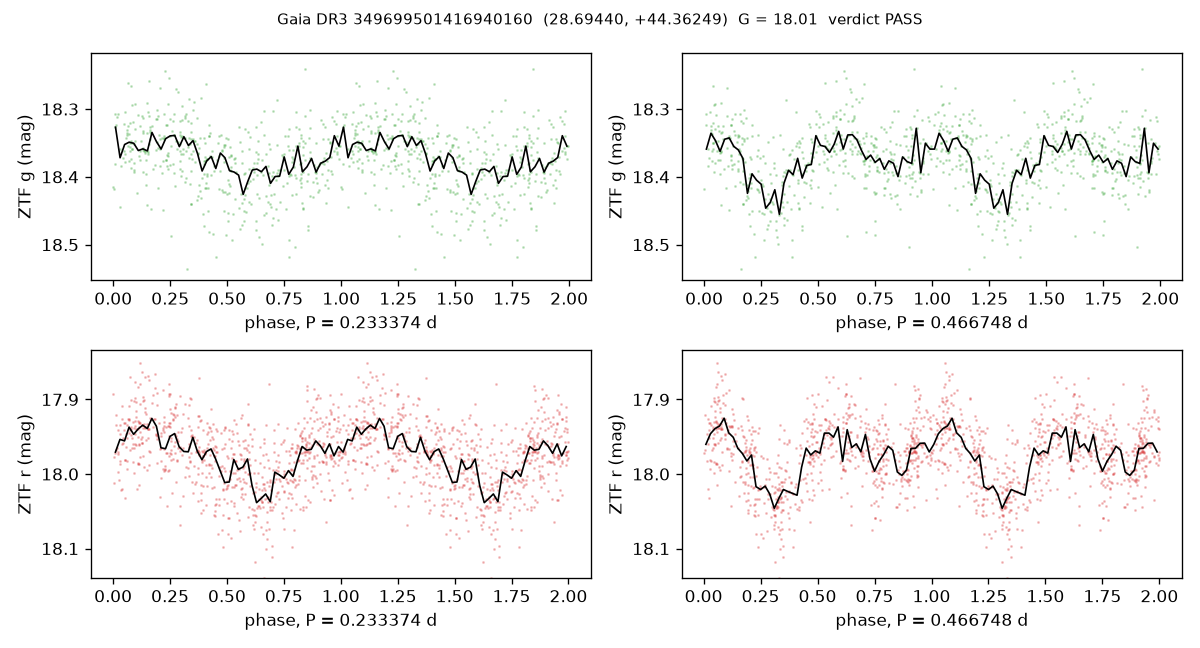 Gaia DR3 349699501416940160 (28.69440, +44.36249) G = 18.01 verdict PASS
ZTF g (mag)
18.3
18.4
18.5
0.00 0.25 0.50 0.75 1.00 1.25 1.50 1.75 2.00
phase, P = 0.233374 d
ZTF g (mag)
18.3
18.4
18.5
0.00 0.25 0.50 0.75 1.00 1.25 1.50 1.75 2.00
phase, P = 0.466748 d
ZTF r (mag)
17.9
18.0
18.1
0.00 0.25 0.50 0.75 1.00 1.25 1.50 1.75 2.00
phase, P = 0.233374 d
ZTF r (mag)
17.9
18.0
18.1
0.00 0.25 0.50 0.75 1.00 1.25 1.50 1.75 2.00
phase, P = 0.466748 d